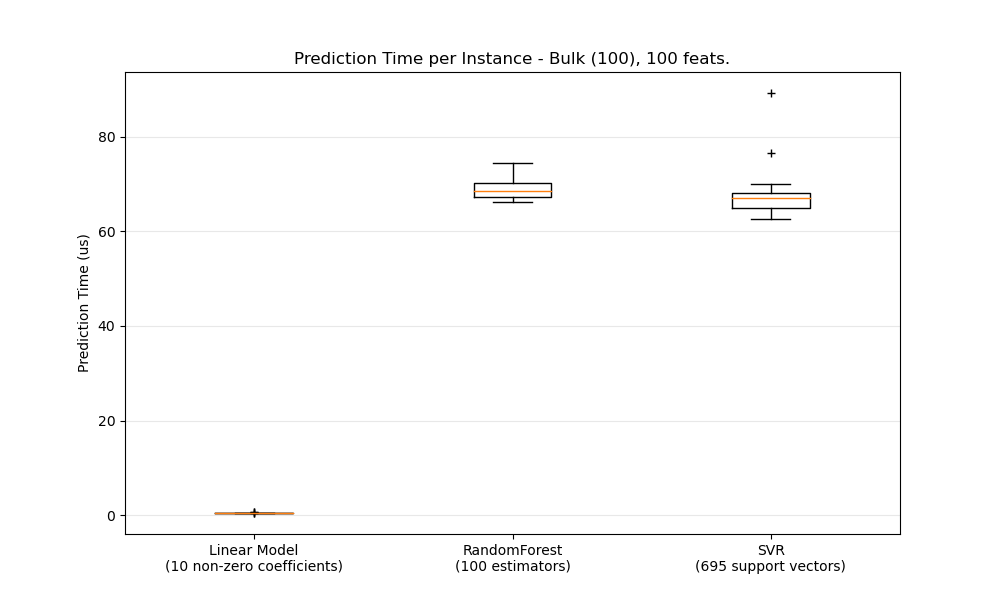 Prediction Time per Instance - Bulk (100), 100 feats.
Prediction Time (us)
80
60
40
20
0
Linear Model
(10 non-zero coefficients)
RandomForest
(100 estimators)
SVR
(695 support vectors)